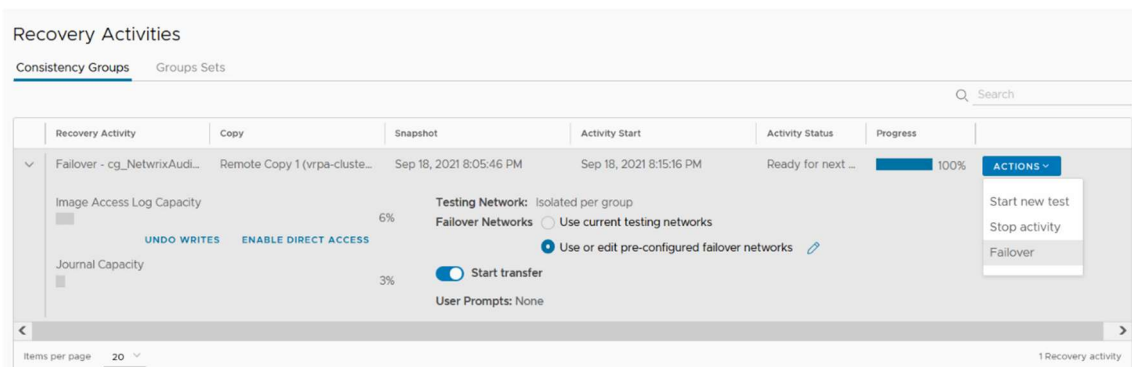 Recovery Activities
Consistency Groups Groups Sets
Search
Recovery Activity Copy Snapshot Activity Start Activity Status Progress
Failover - cg_NetwrixAudi... Remote Copy 1 (vrpa-cluste... Sep 18, 2021 8:05:46 PM Sep 18, 2021 8:15:16 PM Ready for next ... 100% ACTIONS
Image Access Log Capacity Testing Network: Isolated per group Start new test
6% Failover Networks Use current testing networks Stop activity
UNDO WRITES ENABLE DIRECT ACCESS Use or edit pre-configured failover networks Failover
Journal Capacity
3% Start transfer
User Prompts: None
Items per page 20 1 Recovery activity